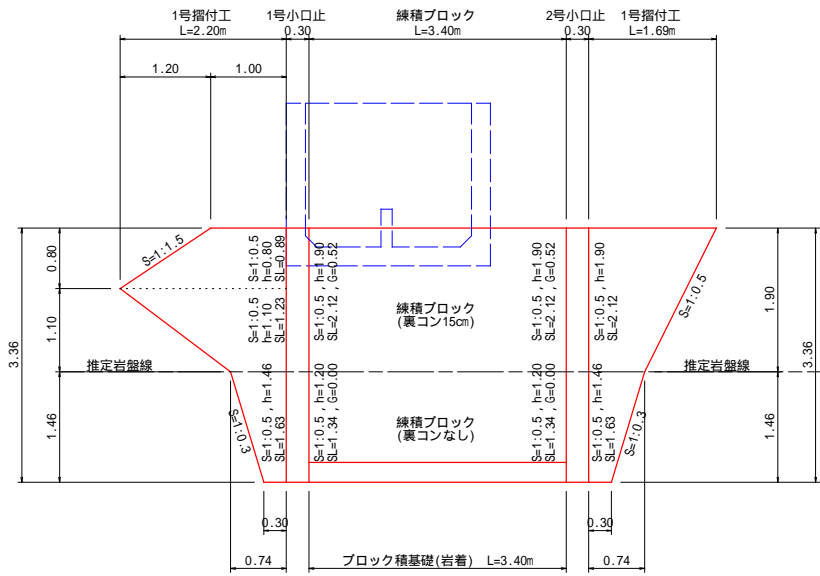 1号摺付工
L=2.20m
1号小口止
0.30
練積ブロック
L=3.40m
2号小口止
0.30
1号摺付工
L=1.69m
1.20
1.00
S=1:1.5
S=1:0.5
h=0.80
SL=0.89
S=1:0.5
h=1.10
SL=1.23
S=1:0.5 , h=1.90
SL=2.12 , G=0.52
S=1:0.5 , h=1.90
SL=2.12 , G=0.52
S=1:0.5 , h=1.90
SL=2.12
S=1:0.5
0.80
1.10
1.46
3.36
練積ブロック
(裏コン15cm)
1.90
1.46
3.36
推定岩盤線
推定岩盤線
S=1:0.3
S=1:0.5 , h=1.46
SL=1.63
S=1:0.5 , h=1.20
SL=1.34 , G=0.00
練積ブロック
(裏コンなし)
S=1:0.5 , h=1.20
SL=1.34 , G=0.00
S=1:0.5 , h=1.46
SL=1.63
S=1:0.3
0.30
0.30
0.74
ブロック積基礎(岩着) L=3.40m
0.74